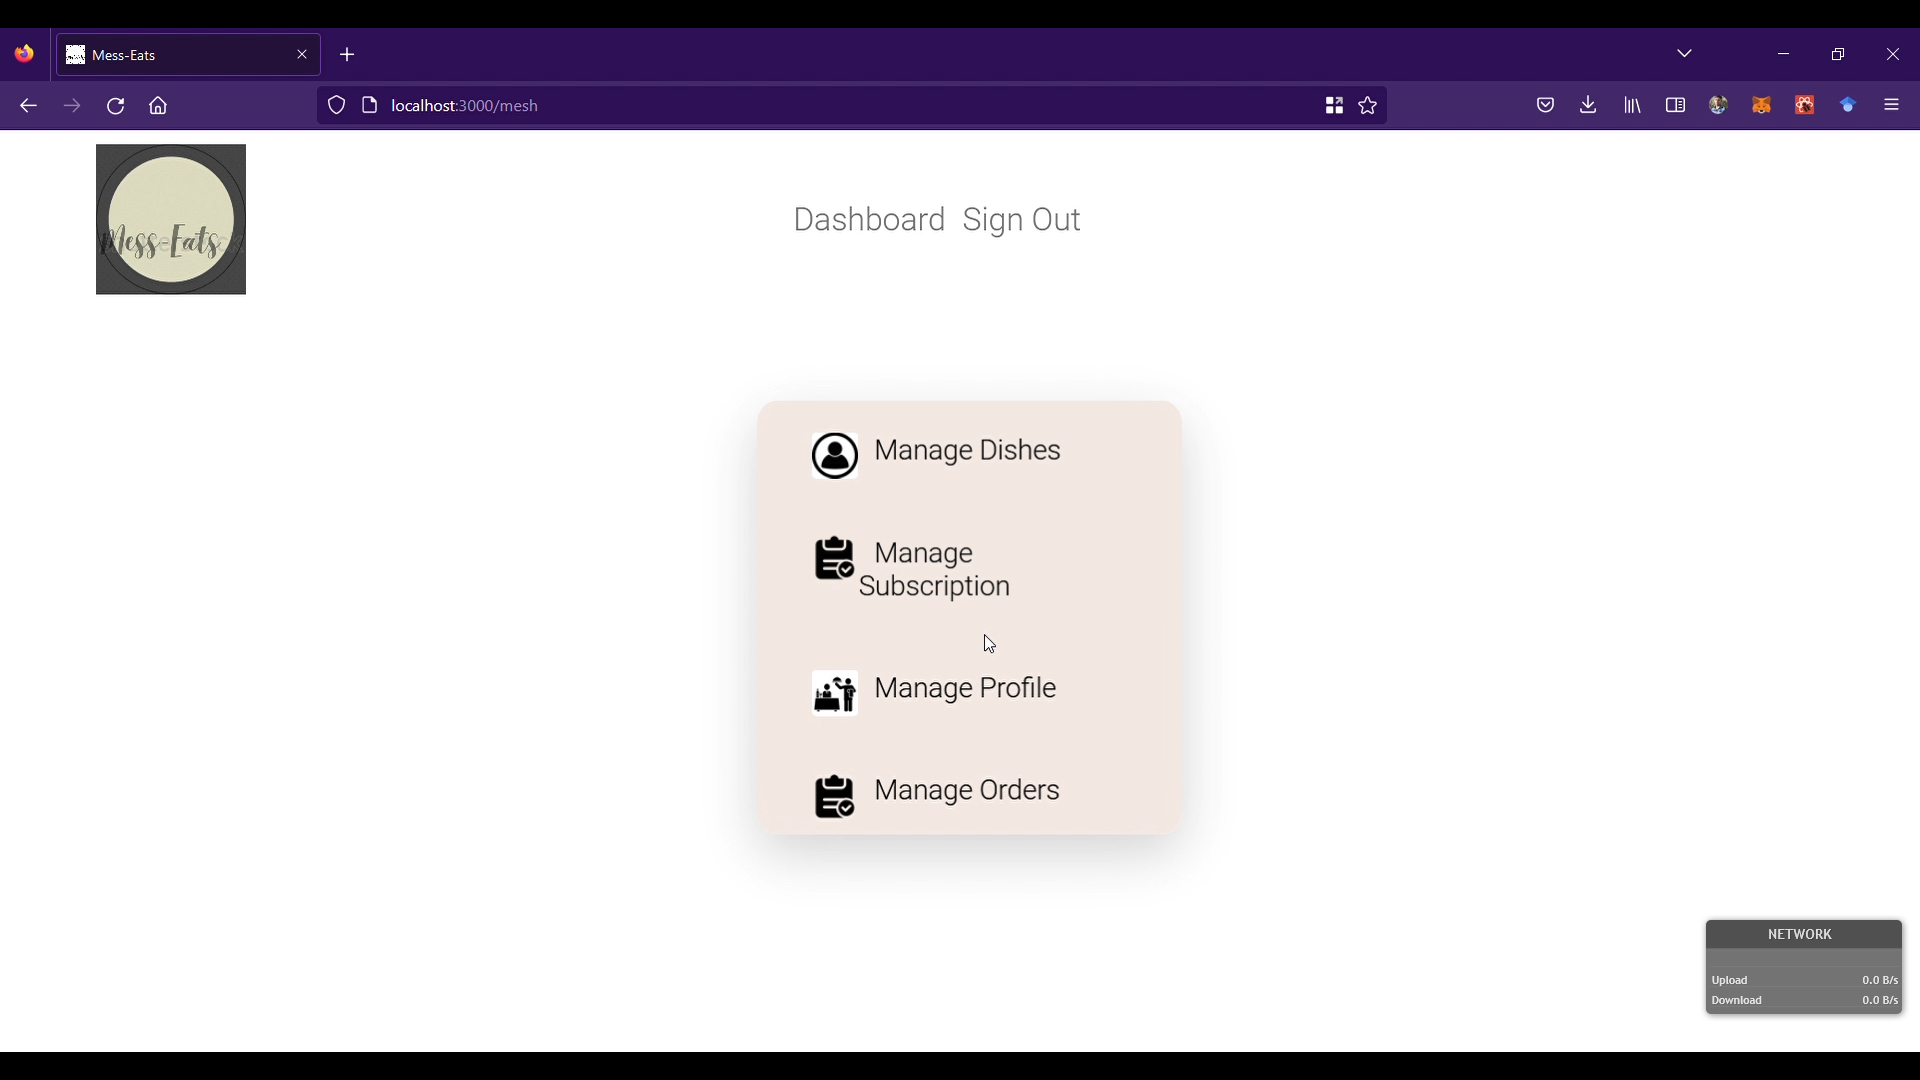 Mess-Eats
localhost:3000/mesh
Mess-Eats
Dashboard Sign Out
Manage Dishes
Manage
Subscription
Manage Profile
Manage Orders
NETWORK
Upload 0.0 B/s
Download 0.0 B/s